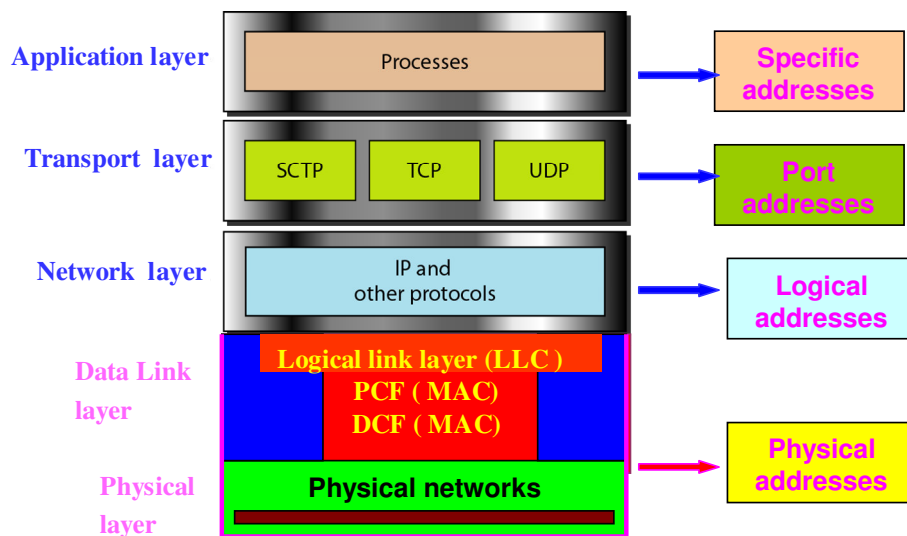 Application layer
Processes
Specific
addresses
Transport layer
SCTP
TCP
UDP
Port
addresses
Network layer
IP and
other protocols
Logical
addresses
Data Link
layer
Logical link layer (LLC )
PCF ( MAC)
DCF ( MAC)
Physical
addresses
Physical
layer
Physical networks